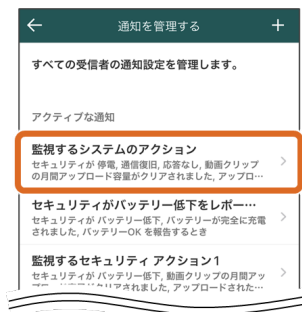 通知を管理する
すべての受信者の通知設定を管理します。
アクティブな通知
監視するシステムのアクション
セキュリティが 停電, 通信復旧, 応答なし, 動画クリップ
の月間アップロード容量がクリアされました, アップロ…
セキュリティがバッテリー低下をレポー…
セキュリティが バッテリー低下, バッテリーが完全に充電
されました, バッテリーOK を報告するとき
監視するセキュリティ アクション 1
セキュリティが バッテリー低下, 動画クリップの月間アッ